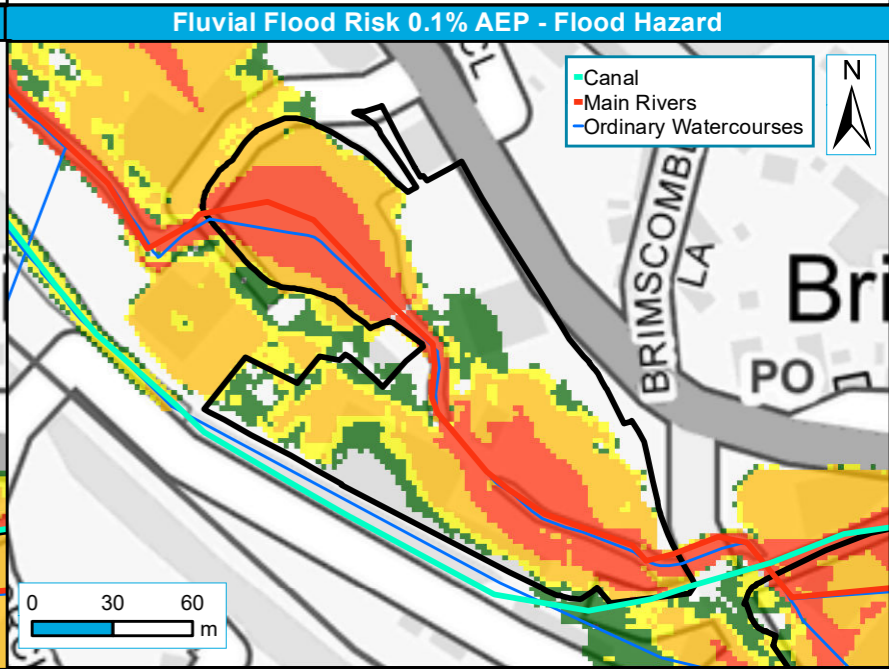 Fluvial Flood Risk 0.1% AEP - Flood Hazard
CL
Canal
Main Rivers
Ordinary Watercourses
N
BRIMSCOMBE
LA
Bri
PO
0 30 60
m